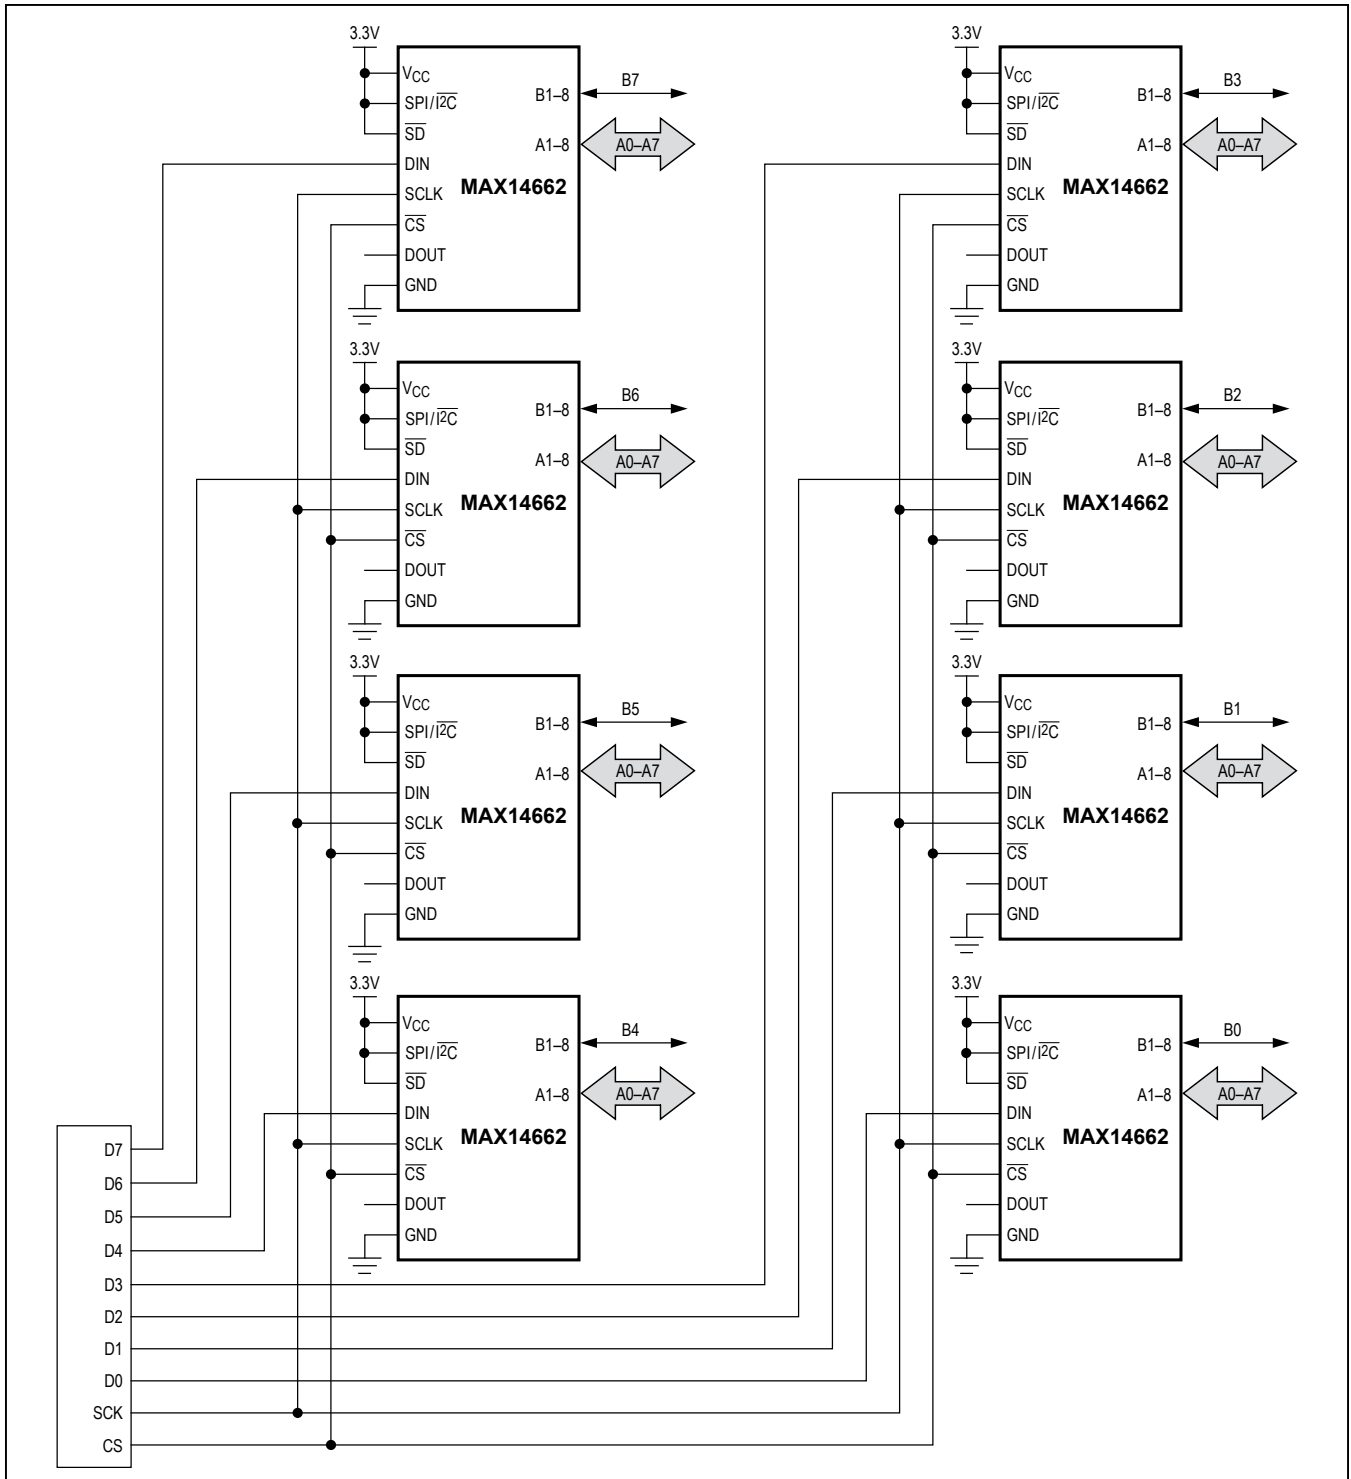 3.3V
VCC
SPI/I2C
SD
DIN
SCLK
CS
DOUT
GND
B1–8
A1–8
MAX14662
B7
A0–A7
3.3V
VCC
SPI/I2C
SD
DIN
SCLK
CS
DOUT
GND
B1–8
A1–8
MAX14662
B3
A0–A7
3.3V
VCC
SPI/I2C
SD
DIN
SCLK
CS
DOUT
GND
B1–8
A1–8
MAX14662
B6
A0–A7
3.3V
VCC
SPI/I2C
SD
DIN
SCLK
CS
DOUT
GND
B1–8
A1–8
MAX14662
B2
A0–A7
3.3V
VCC
SPI/I2C
SD
DIN
SCLK
CS
DOUT
GND
B1–8
A1–8
MAX14662
B5
A0–A7
3.3V
VCC
SPI/I2C
SD
DIN
SCLK
CS
DOUT
GND
B1–8
A1–8
MAX14662
B1
A0–A7
3.3V
VCC
SPI/I2C
SD
DIN
SCLK
CS
DOUT
GND
B1–8
A1–8
MAX14662
B4
A0–A7
3.3V
VCC
SPI/I2C
SD
DIN
SCLK
CS
DOUT
GND
B1–8
A1–8
MAX14662
B0
A0–A7
D7
D6
D5
D4
D3
D2
D1
D0
SCK
CS